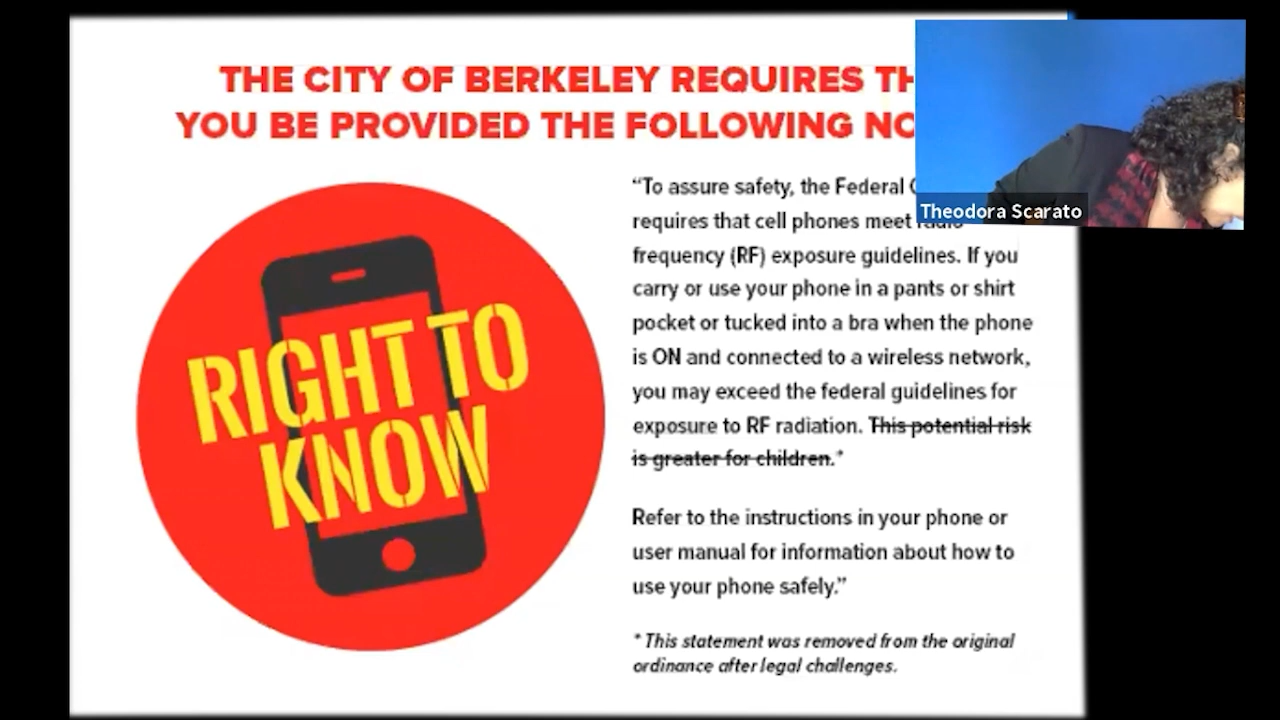 THE CITY OF BERKELEY REQUIRES
YOU BE PROVIDED THE FOLLOWING
RIGHT TO
KNOW
“To assure safety, the Federal
requires that cell phones meet radio
frequency (RF) exposure guidelines. If you
carry or use your phone in a pants or shirt
pocket or tucked into a bra when the phone
is ON and connected to a wireless network,
you may exceed the federal guidelines for
exposure to RF radiation. This potential risk
is greater for children.*
Refer to the instructions in your phone or
user manual for information about how to
use your phone safely.”
* This statement was removed from the original
ordinance after legal challenges.
Theodora Scarato